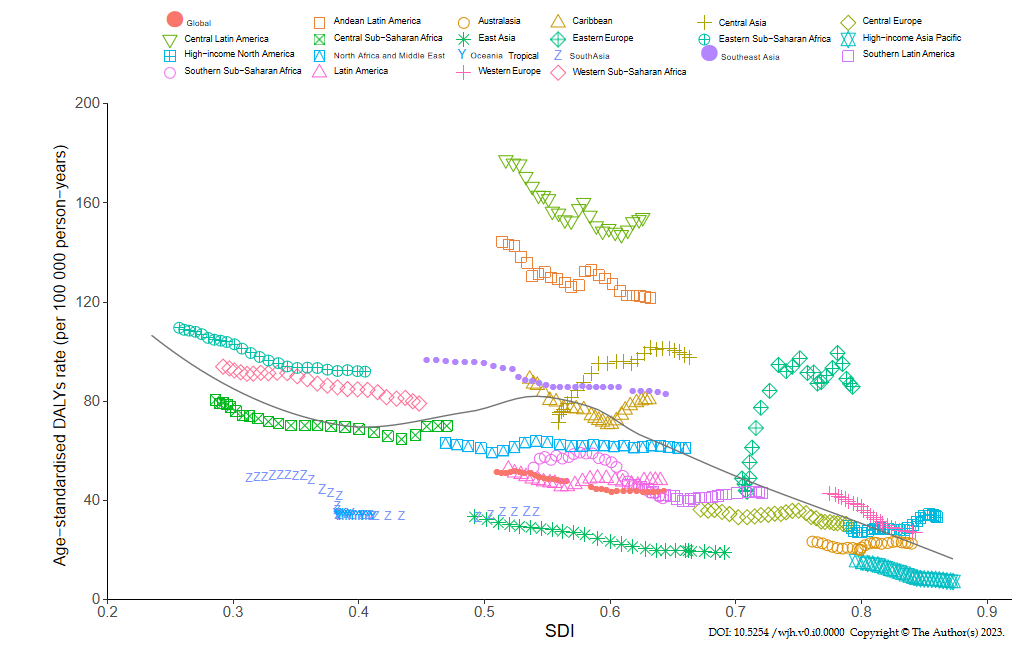 Global
Andean Latin America
Australasia
Caribbean
Central Asia
Central Europe
Central Latin America
Central Sub−Saharan Africa
East Asia
Eastern Europe
Eastern Sub−Saharan Africa
High−income Asia Pacific
High−income North America
North Africa and Middle East
Oceania Tropical
SouthAsia
Southeast Asia
Southern Latin America
Southern Sub−Saharan Africa
Latin America
Western Europe
Western Sub−Saharan Africa
Age−standardised DALYs rate (per 100 000 person−years)
200
160
120
80
40
0
0.2 0.3 0.4 0.5 0.6 0.7 0.8 0.9
SDI
DOI: 10.5254 /wjh.v0.i0.0000 Copyright © The Author(s) 2023.